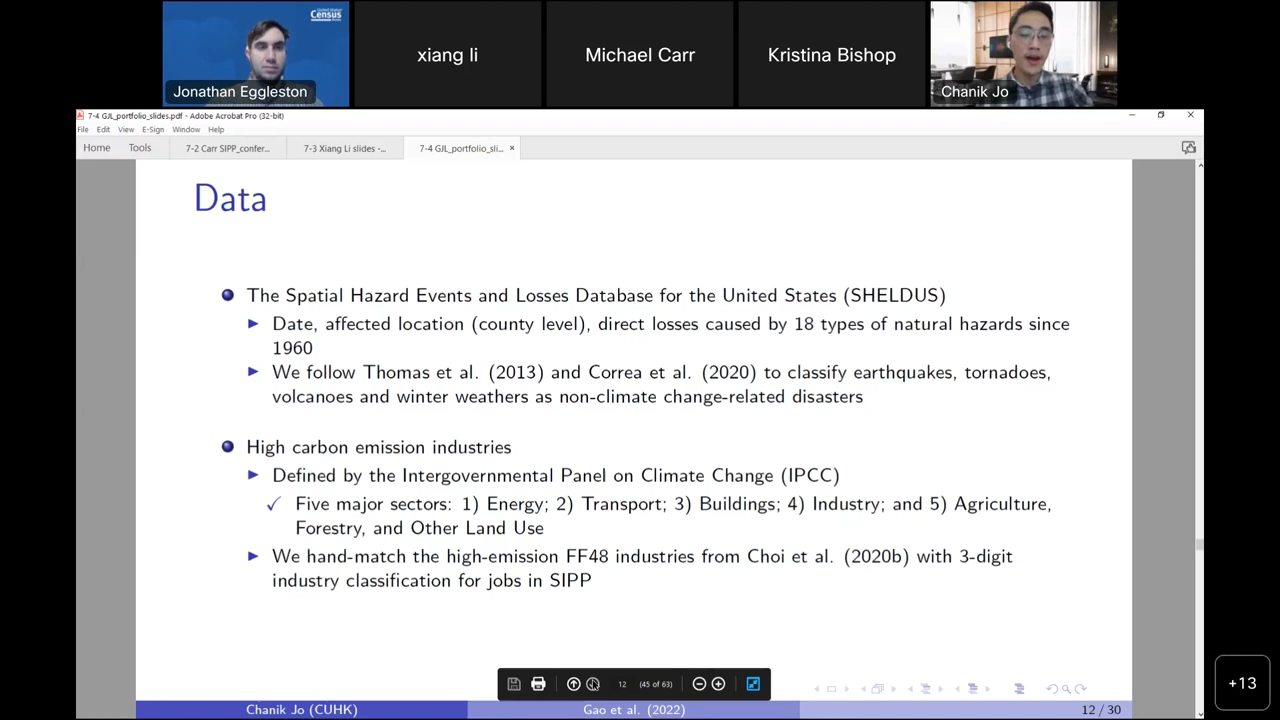 United States
Census
Bureau
Jonathan Eggleston
xiang li
Michael Carr
Kristina Bishop
Chanik Jo
7-4 GJL_portfolio_slides.pdf - Adobe Acrobat Pro (32-bit)
File Edit View E-Sign Window Help
Home Tools 7-2 Carr SIPP_confer... 7-3 Xiang Li slides -... 7-4 GJL_portfolio_sli... ×
Data
The Spatial Hazard Events and Losses Database for the United States (SHELDUS)
Date, affected location (county level), direct losses caused by 18 types of natural hazards since
1960
We follow Thomas et al. (2013) and Correa et al. (2020) to classify earthquakes, tornadoes,
volcanoes and winter weathers as non-climate change-related disasters
High carbon emission industries
Defined by the Intergovernmental Panel on Climate Change (IPCC)
✓ Five major sectors: 1) Energy; 2) Transport; 3) Buildings; 4) Industry; and 5) Agriculture,
Forestry, and Other Land Use
We hand-match the high-emission FF48 industries from Choi et al. (2020b) with 3-digit
industry classification for jobs in SIPP
12 (45 of 63)
+13
Chanik Jo (CUHK) Gao et al. (2022) 12 / 30